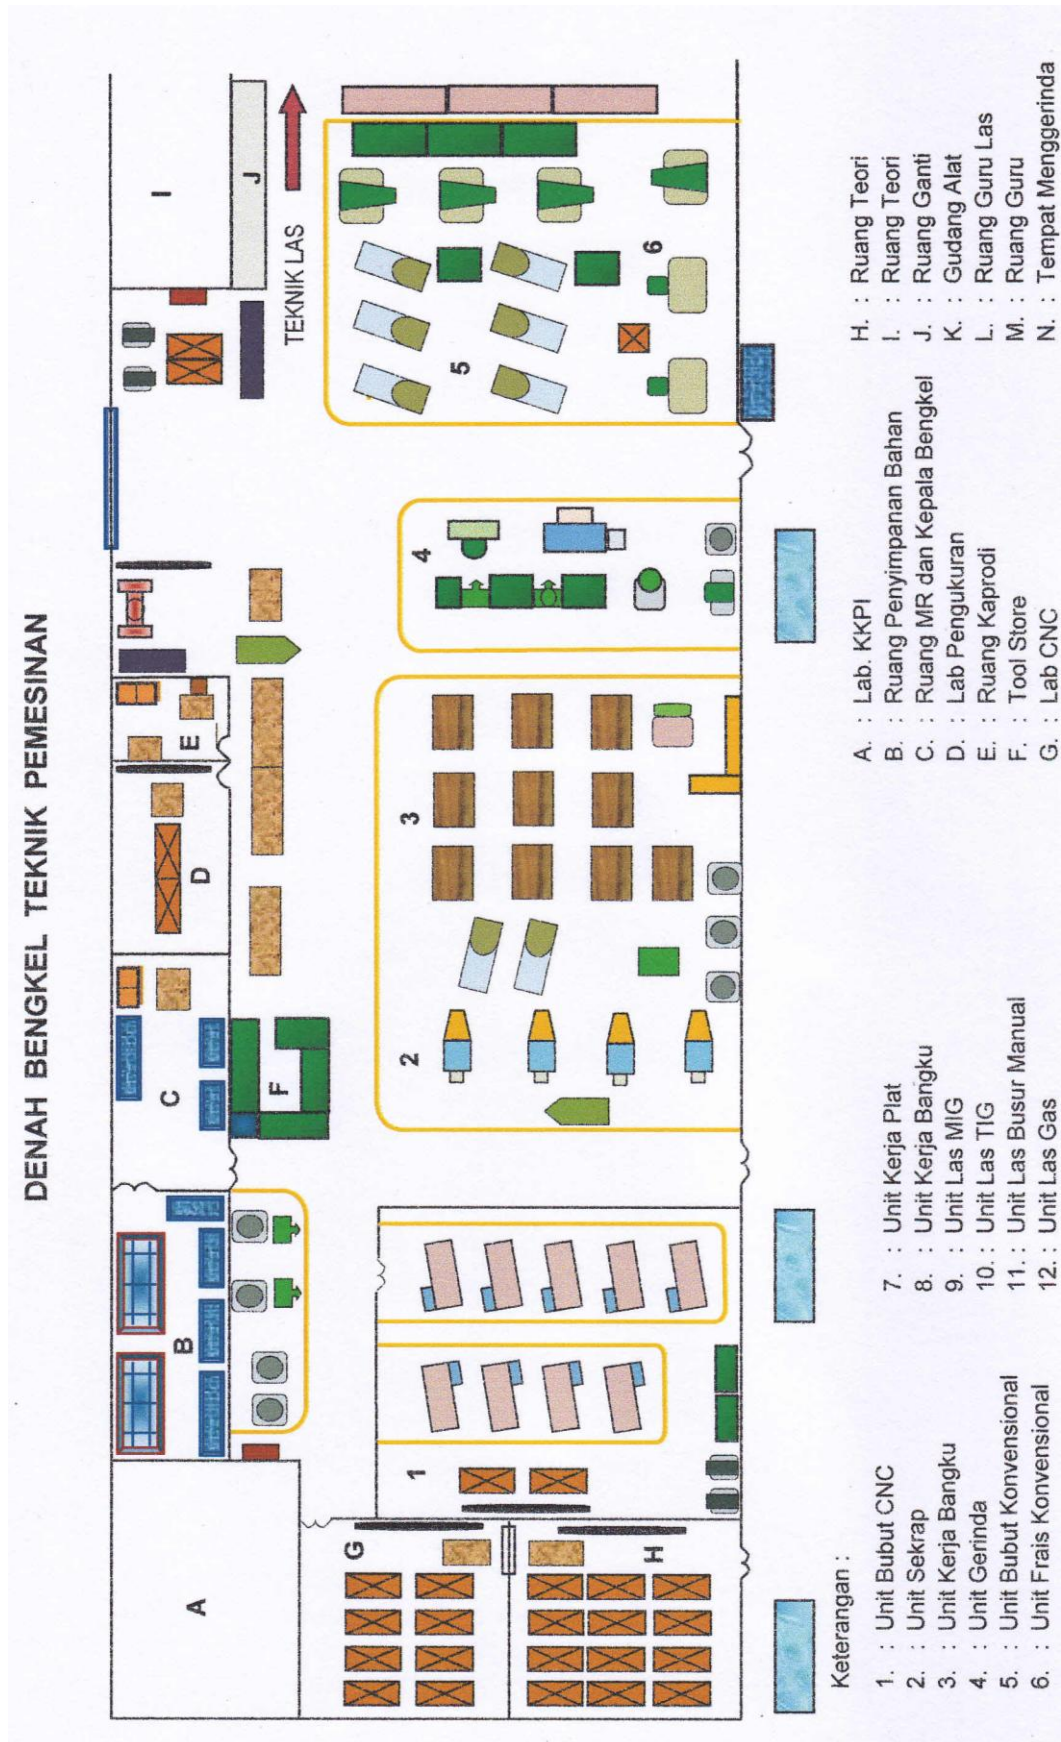 DENAH BENGKEL TEKNIK PEMESINAN
A
B
C
D
E
F
G
H
I
J
TEKNIK LAS
1
2
3
4
5
6
Keterangan :
1. : Unit Bubut CNC
2. : Unit Sekrap
3. : Unit Kerja Bangku
4. : Unit Gerinda
5. : Unit Bubut Konvensional
6. : Unit Frais Konvensional
7. : Unit Kerja Plat
8. : Unit Kerja Bangku
9. : Unit Las MIG
10. : Unit Las TIG
11. : Unit Las Busur Manual
12. : Unit Las Gas
A. : Lab. KKPI
B. : Ruang Penyimpanan Bahan
C. : Ruang MR dan Kepala Bengkel
D. : Lab Pengukuran
E. : Ruang Kaprodi
F. : Tool Store
G. : Lab CNC
H. : Ruang Teori
I. : Ruang Teori
J. : Ruang Ganti
K. : Gudang Alat
L. : Ruang Guru Las
M. : Ruang Guru
N. : Tempat Menggerinda